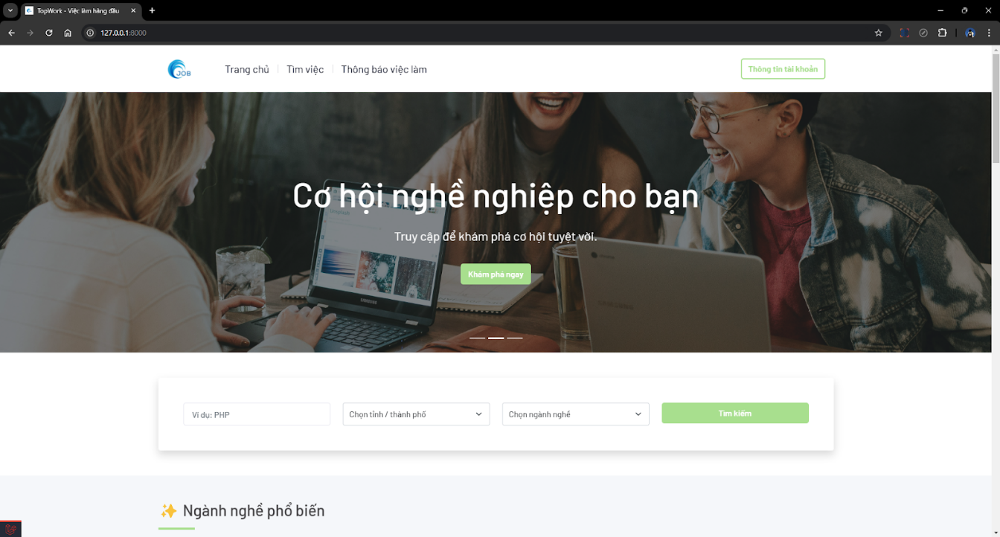 TopWork - Việc làm hàng đầu
127.0.0.1:8000
JOB
Trang chủ
Tìm việc
Thông báo việc làm
Thông tin tài khoản
Cơ hội nghề nghiệp cho bạn
Truy cập để khám phá cơ hội tuyệt vời.
Khám phá ngay
SAMSUNG
Ví dụ: PHP
Chọn tỉnh / thành phố
Chọn ngành nghề
Tìm kiếm
✨ Ngành nghề phổ biến